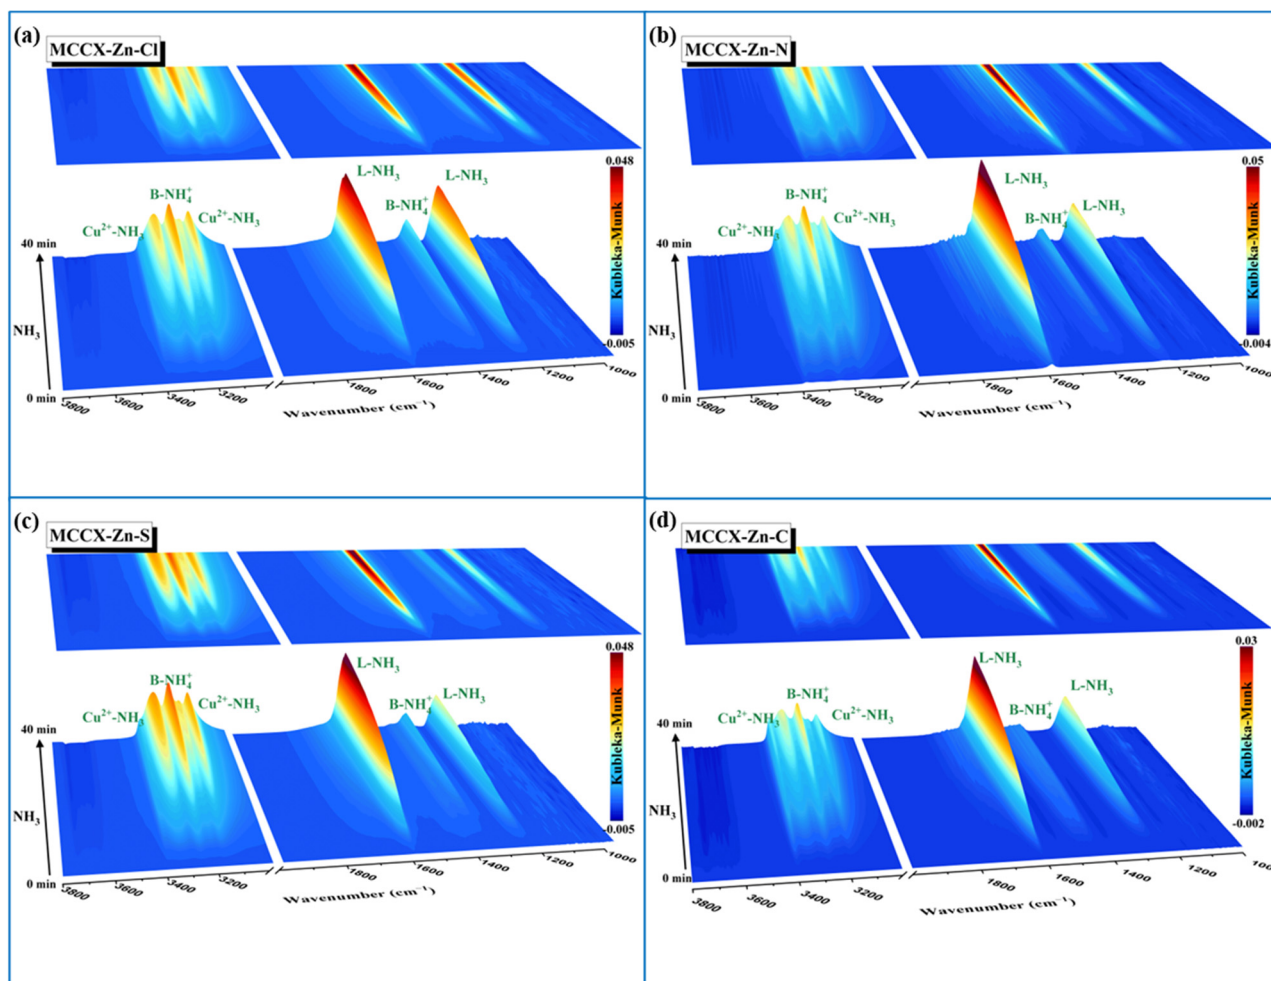 (a)
MCCX-Zn-Cl
L-NH₃
L-NH₃
B-NH₄⁺
B-NH₄⁺
Cu²⁺-NH₃
Cu²⁺-NH₃
40 min
NH₃
0 min
3800
3600
3400
3200
1800
1600
1400
1200
1000
Wavenumber (cm⁻¹)
0.048
Kubleka-Munk
-0.005
(b)
MCCX-Zn-N
L-NH₃
B-NH₄⁺
L-NH₃
B-NH₄⁺
Cu²⁺-NH₃
Cu²⁺-NH₃
40 min
NH₃
0 min
3800
3600
3400
3200
1800
1600
1400
1200
1000
Wavenumber (cm⁻¹)
0.05
Kubleka-Munk
-0.004
(c)
MCCX-Zn-S
L-NH₃
B-NH₄⁺
L-NH₃
B-NH₄⁺
Cu²⁺-NH₃
Cu²⁺-NH₃
40 min
NH₃
0 min
3800
3600
3400
3200
1800
1600
1400
1200
1000
Wavenumber (cm⁻¹)
0.048
Kubleka-Munk
-0.005
(d)
MCCX-Zn-C
L-NH₃
B-NH₄⁺
L-NH₃
B-NH₄⁺
Cu²⁺-NH₃
Cu²⁺-NH₃
40 min
NH₃
0 min
3800
3600
3400
3200
1800
1600
1400
1200
1000
Wavenumber (cm⁻¹)
0.03
Kubleka-Munk
-0.002